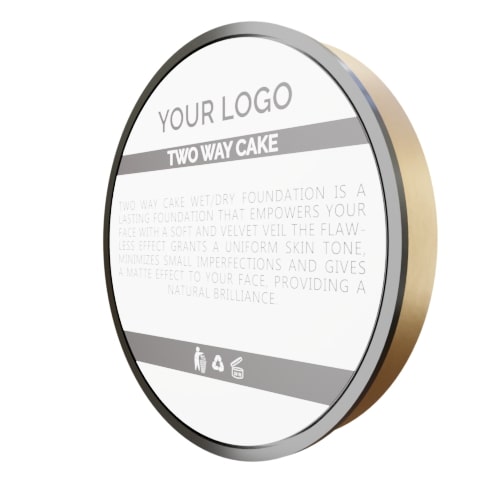 YOUR LOGO
TWO WAY CAKE
TWO WAY CAKE WET/DRY FOUNDATION IS A
LASTING FOUNDATION THAT EMPOWERS YOUR
FACE WITH A SOFT AND VELVET VEIL THE FLAW-
LESS EFFECT GRANTS A UNIFORM SKIN TONE,
MINIMIZES SMALL IMPERFECTIONS AND GIVES
A MATTE EFFECT TO YOUR FACE, PROVIDING A
NATURAL BRILLIANCE.